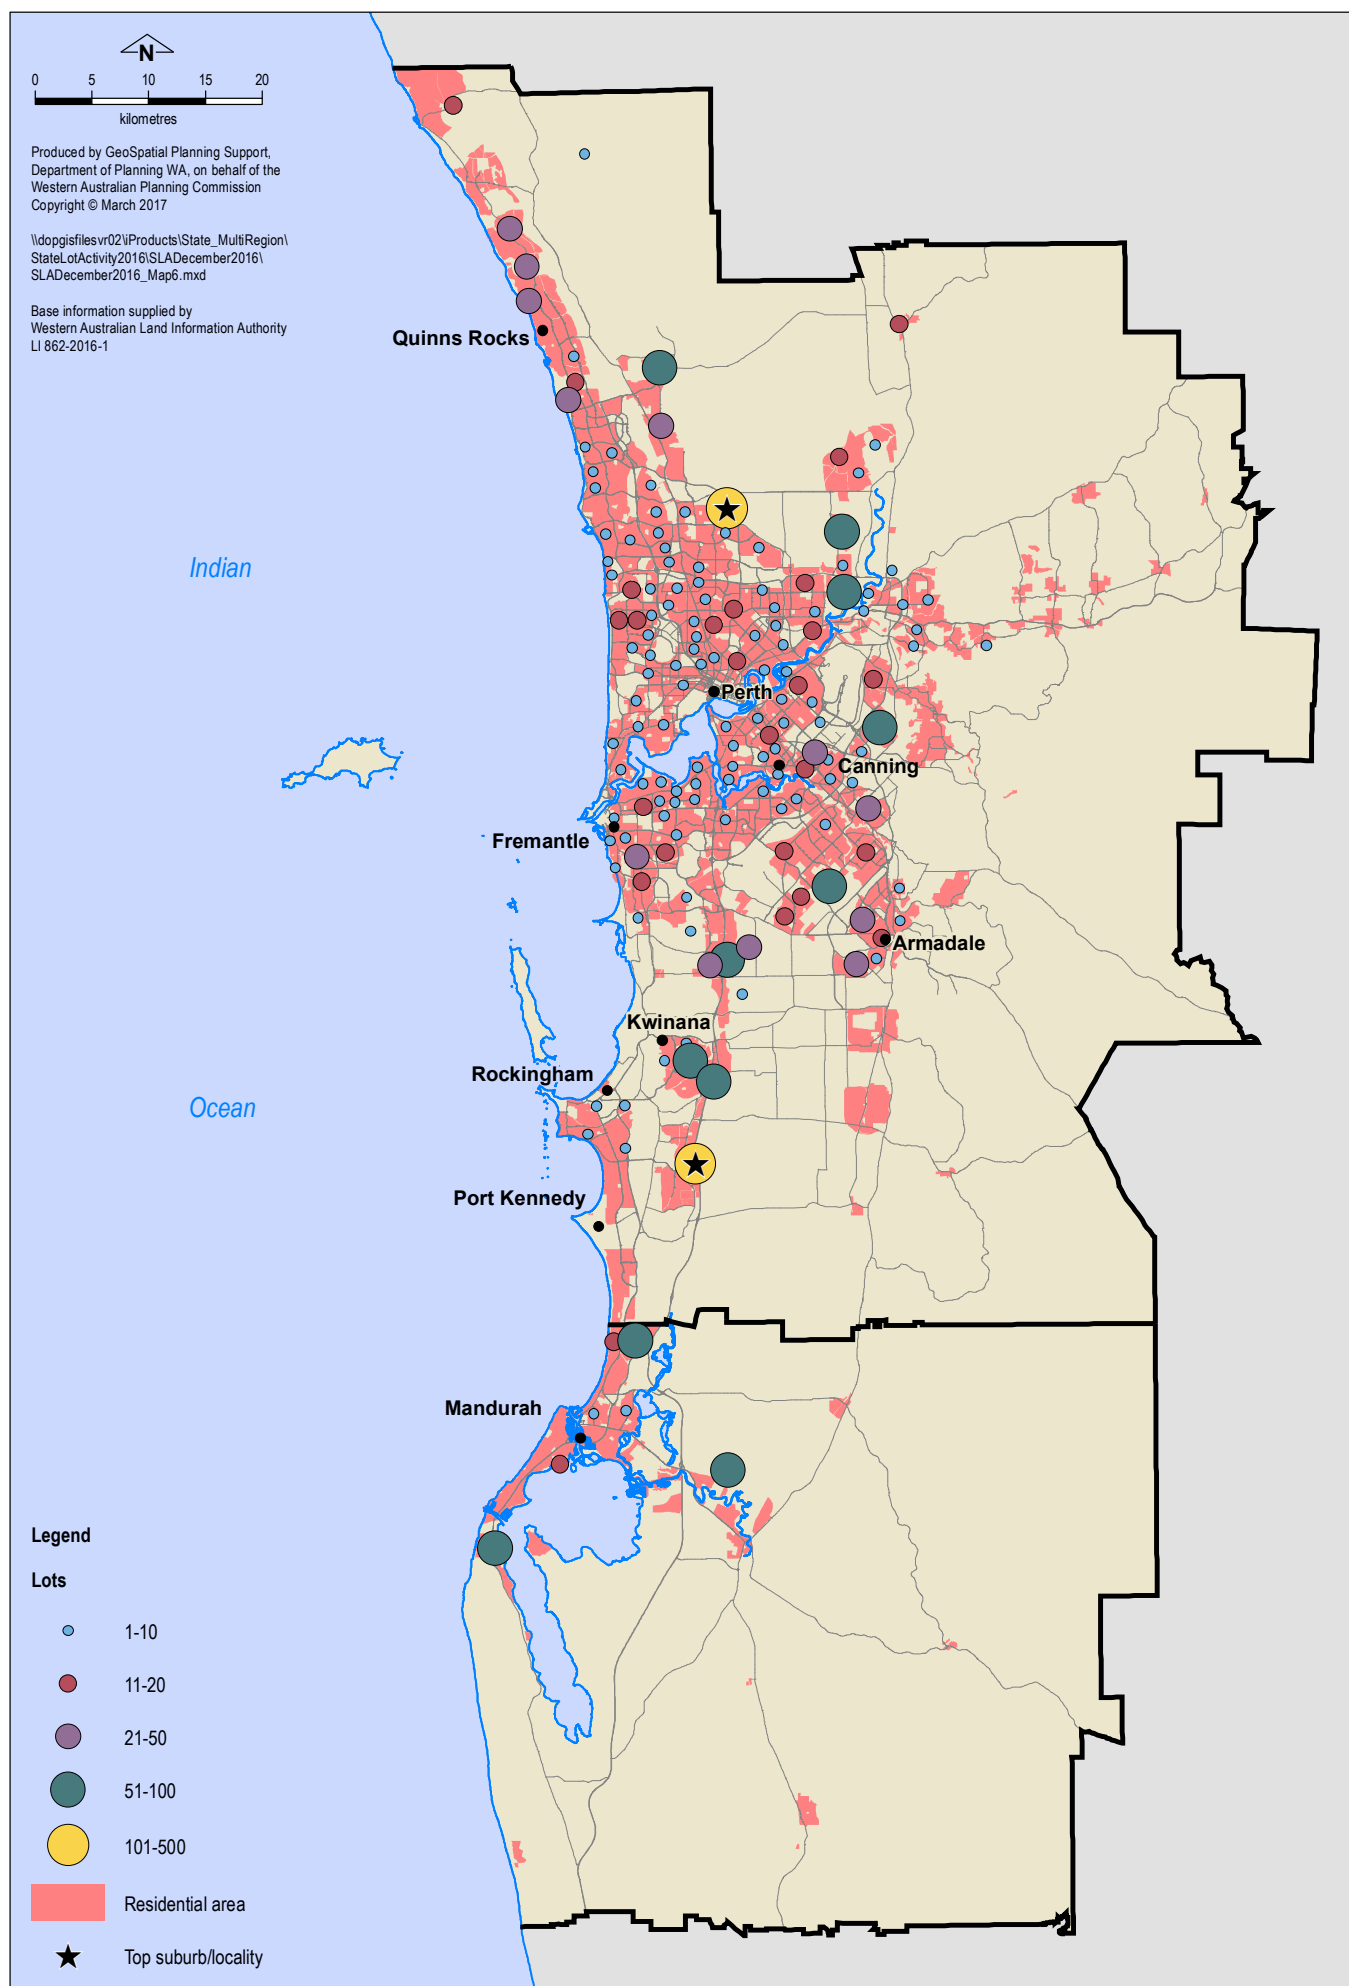 N
0 5 10 15 20
kilometres
Produced by GeoSpatial Planning Support,
Department of Planning WA, on behalf of the
Western Australian Planning Commission
Copyright © March 2017
\\dopgisfilesvr02\iProducts\State_MultiRegion\
StateLotActivity2016\SLADecember2016\
SLADecember2016_Map6.mxd
Base information supplied by
Western Australian Land Information Authority
LI 862-2016-1
Quinns Rocks
Indian
Perth
Canning
Fremantle
Armadale
Kwinana
Rockingham
Ocean
Port Kennedy
Mandurah
Legend
Lots
1-10
11-20
21-50
51-100
101-500
Residential area
Top suburb/locality